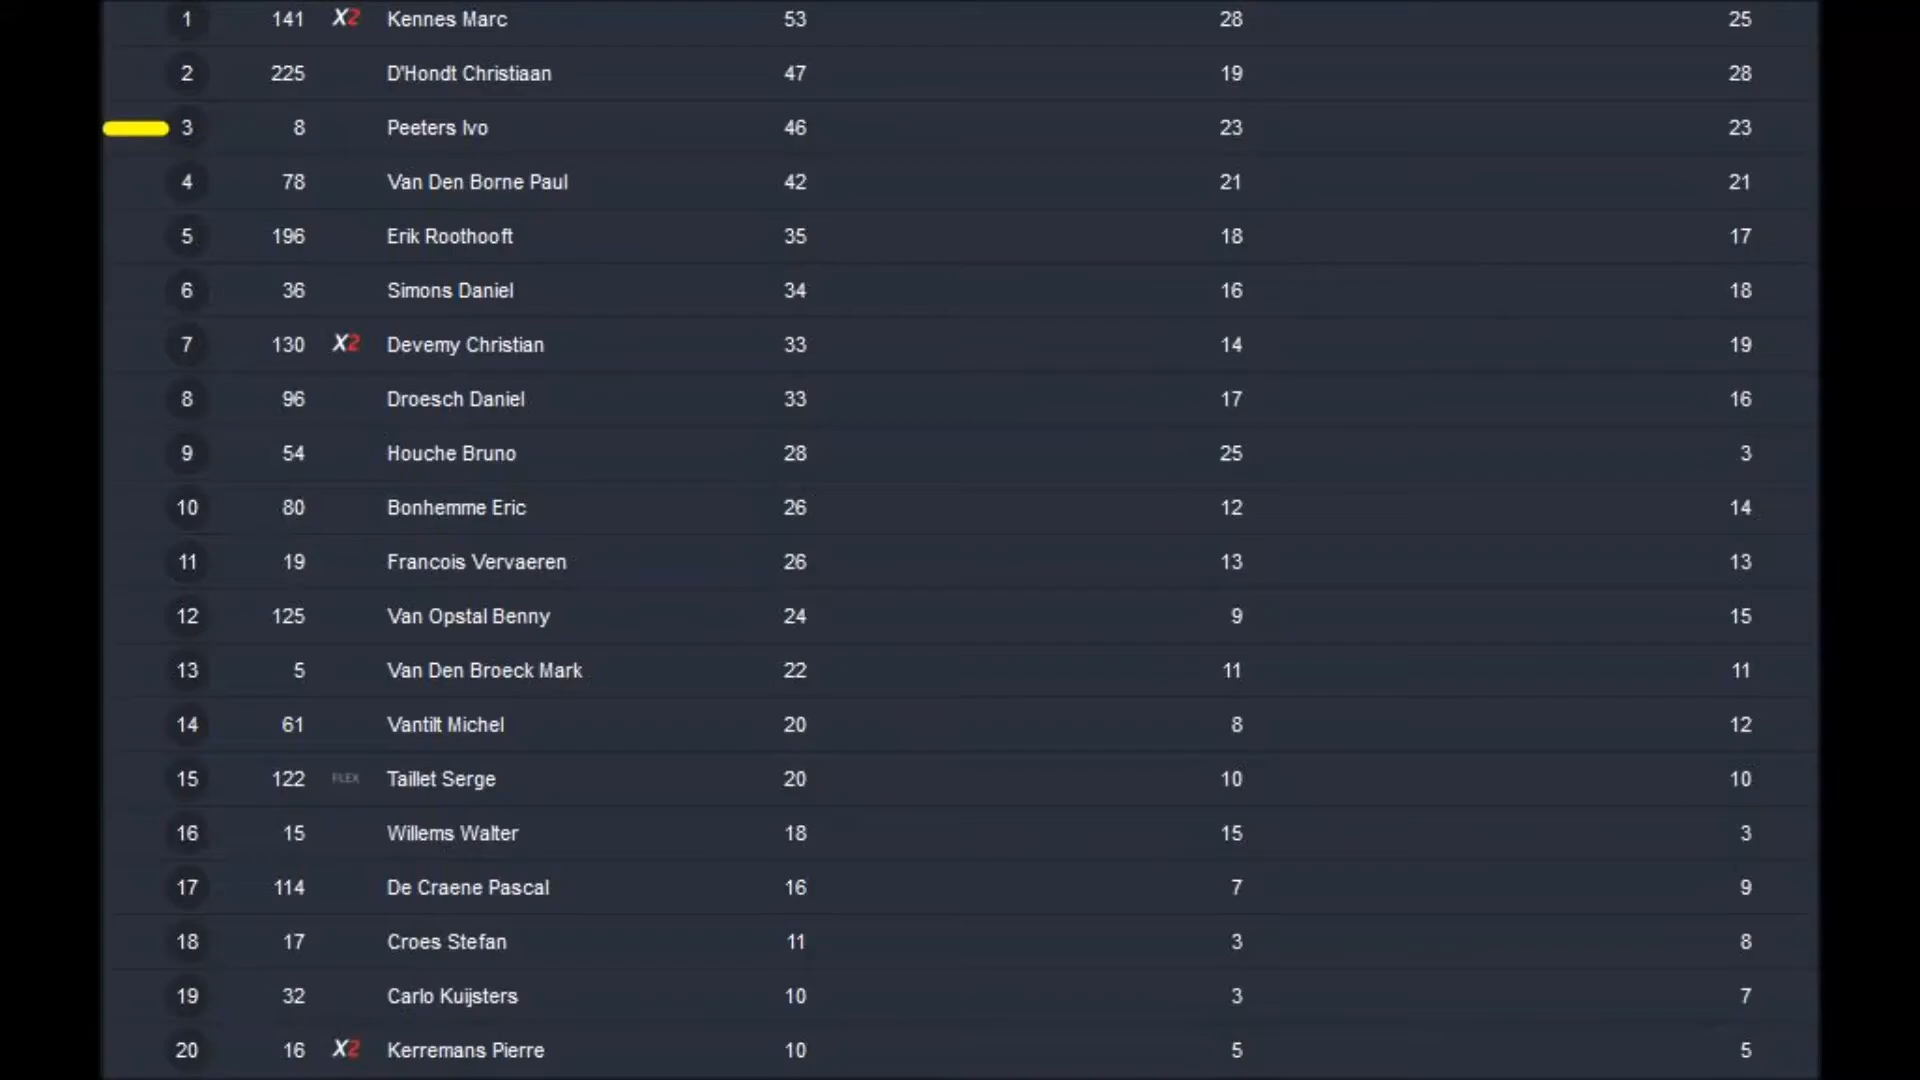 1 141 X2 Kennes Marc 53 28 25
2 225 D'Hondt Christiaan 47 19 28
3 8 Peeters Ivo 46 23 23
4 78 Van Den Borne Paul 42 21 21
5 196 Erik Roothooft 35 18 17
6 36 Simons Daniel 34 16 18
7 130 X2 Devemy Christian 33 14 19
8 96 Droesch Daniel 33 17 16
9 54 Houche Bruno 28 25 3
10 80 Bonhemme Eric 26 12 14
11 19 Francois Vervaeren 26 13 13
12 125 Van Opstal Benny 24 9 15
13 5 Van Den Broeck Mark 22 11 11
14 61 Vantilt Michel 20 8 12
15 122 FLEX Taillet Serge 20 10 10
16 15 Willems Walter 18 15 3
17 114 De Craene Pascal 16 7 9
18 17 Croes Stefan 11 3 8
19 32 Carlo Kuijsters 10 3 7
20 16 X2 Kerremans Pierre 10 5 5